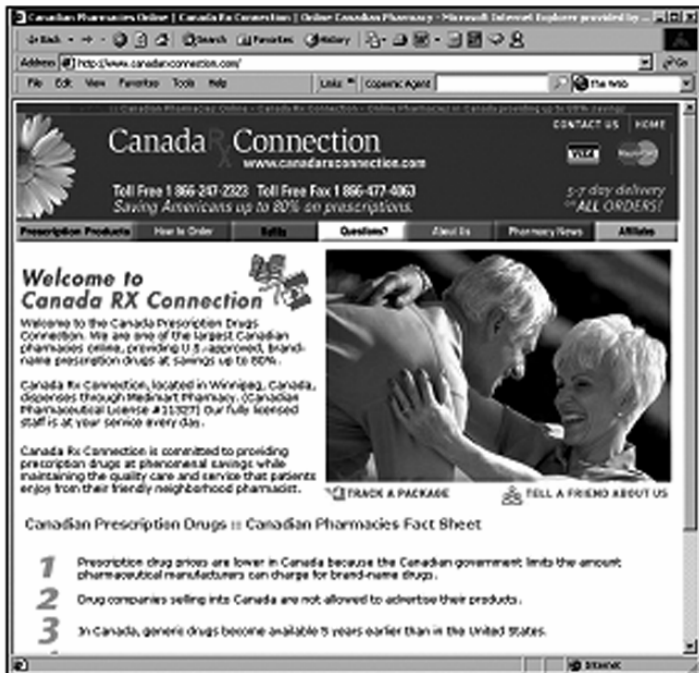 Canadian Pharmacies Online | Canada Rx Connection | Online Canadian Pharmacy - Microsoft Internet Explorer provided by ...
Back Search Favorites History
Address http://www.canadarxconnection.com/ Go
File Edit View Favorites Tools Help Links Copernic Agent The Web
:: Canadian Pharmacies Online - Canada Rx Connection - Online Pharmacies in Canada providing up to 80% savings!
CONTACT US | HOME
Canada Rx Connection
www.canadarxconnection.com
VISA MasterCard
Toll Free 1 866-247-2323 Toll Free Fax 1 866-477-4063
Saving Americans up to 80% on prescriptions.
5-7 day delivery
on ALL ORDERS!
Prescription Products How to Order Refills Questions? About Us Pharmacy News Affiliates
Welcome to
Canada RX Connection
Welcome to the Canada Prescription Drugs
Connection. We are one of the largest Canadian
pharmacies online, providing U.S.-approved, brand-
name prescription drugs at savings up to 80%.
Canada Rx Connection, located in Winnipeg, Canada,
dispenses through Medimart Pharmacy. (Canadian
Pharmaceutical License #11327) Our fully licensed
staff is at your service every day.
Canada Rx Connection is committed to providing
prescription drugs at phenomenal savings while
maintaining the quality care and service that patients
enjoy from their friendly neighborhood pharmacist.
TRACK A PACKAGE TELL A FRIEND ABOUT US
Canadian Prescription Drugs :: Canadian Pharmacies Fact Sheet
1 Prescription drug prices are lower in Canada because the Canadian government limits the amount
pharmaceutical manufacturers can charge for brand-name drugs.
2 Drug companies selling into Canada are not allowed to advertise their products.
3 In Canada, generic drugs become available 5 years earlier than in the United States.
Internet